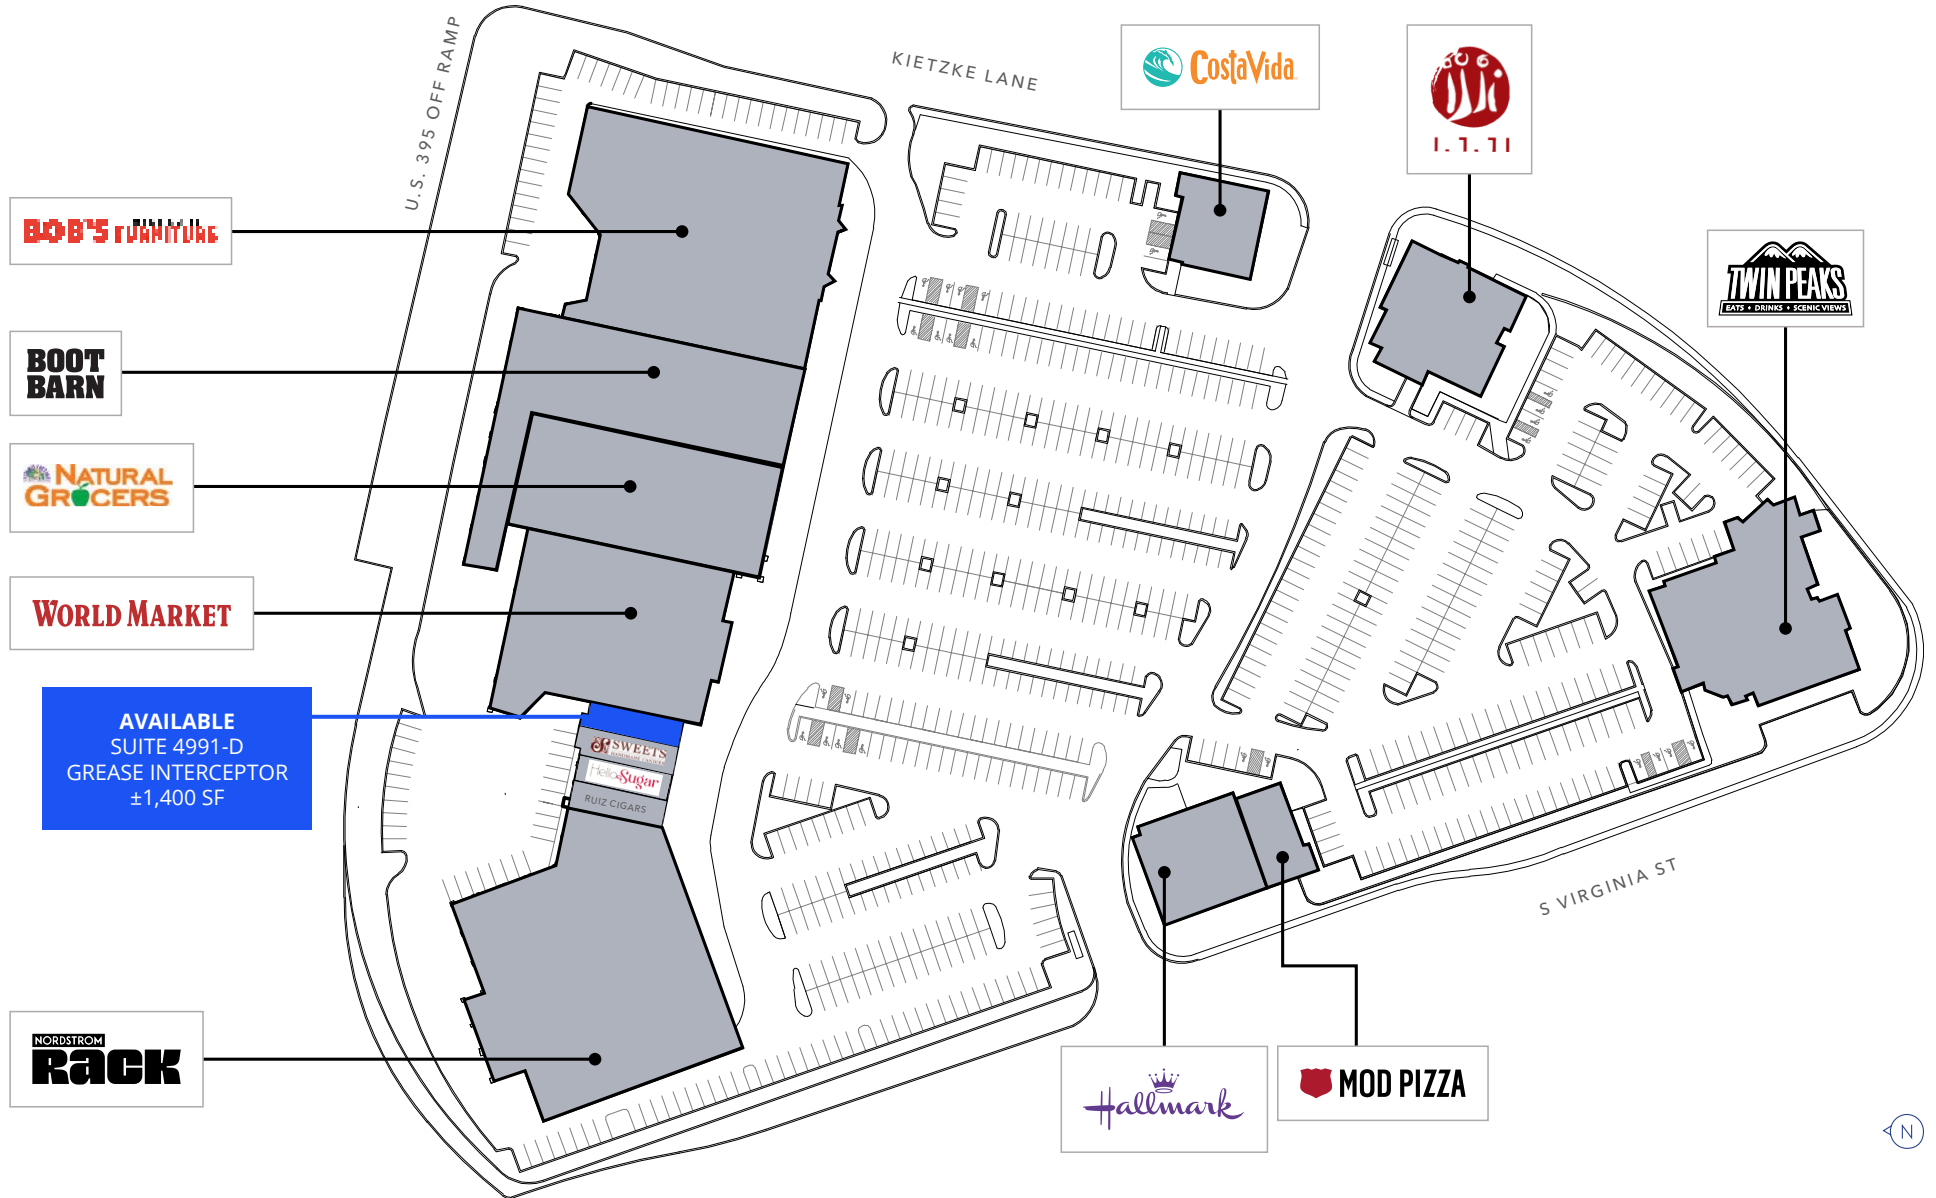 U.S. 395 OFF RAMP
KIETZKE LANE
CostaVida
TWIN PEAKS
EATS • DRINKS • SCENIC VIEWS
BOB'S FURNITURE
BOOT
BARN
NATURAL
GROCERS
WORLD MARKET
AVAILABLE
SUITE 4991-D
GREASE INTERCEPTOR
±1,400 SF
SWEETS
HelloSugar
RUIZ CIGARS
S VIRGINIA ST
NORDSTROM
RACK
Hallmark
MOD PIZZA
N